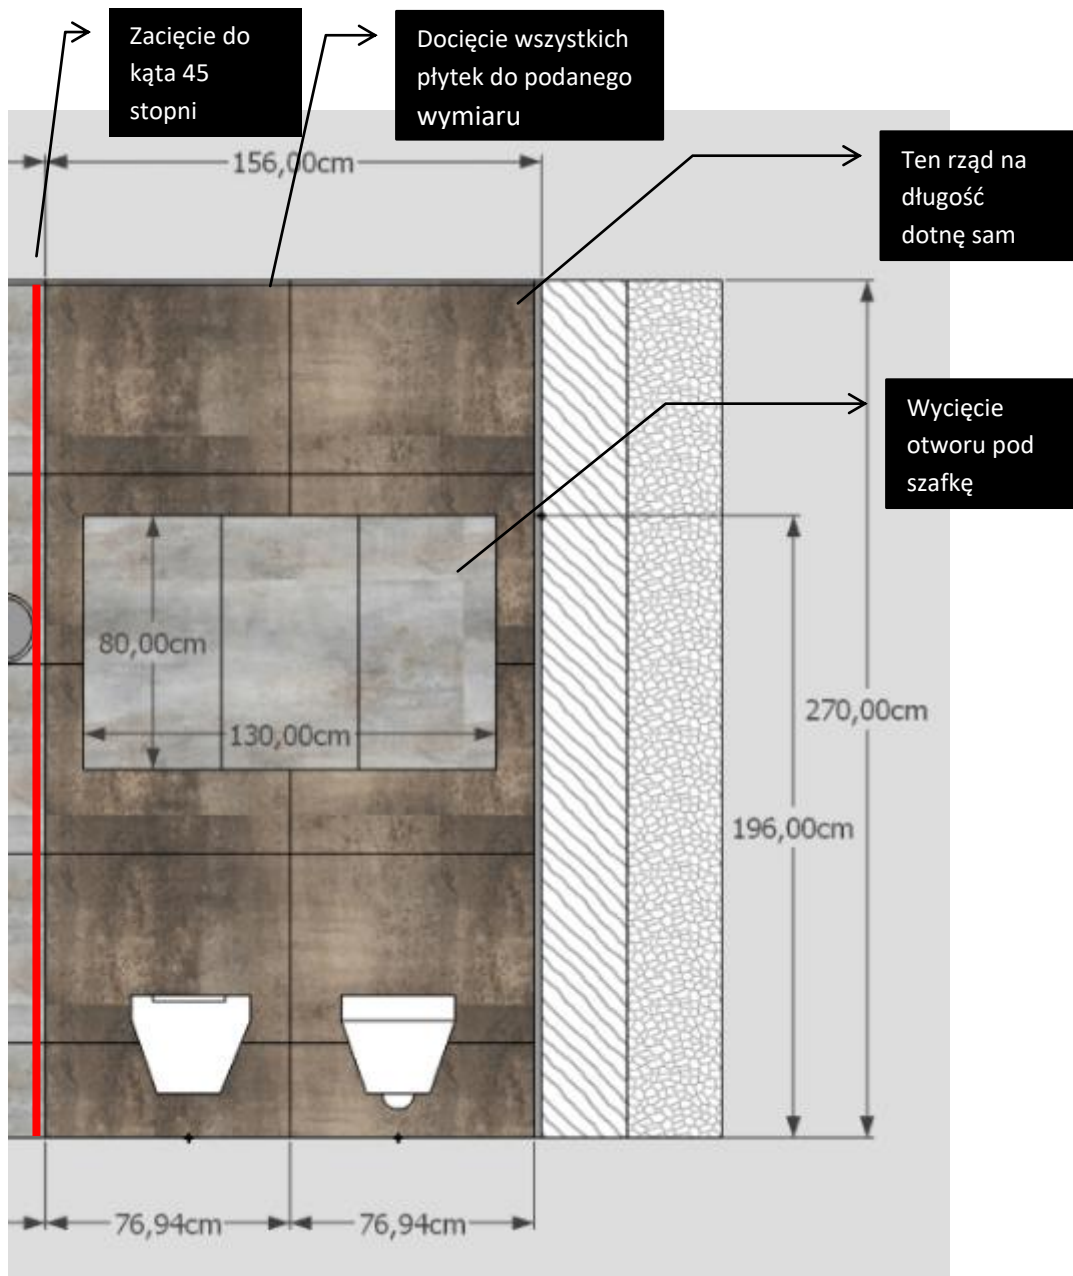 Zacięcie do
kąta 45
stopni
Docięcie wszystkich
płytek do podanego
wymiaru
156,00cm
Ten rząd na
długość
dotnę sam
Wycięcie
otworu pod
szafkę
80,00cm
130,00cm
270,00cm
196,00cm
76,94cm
76,94cm